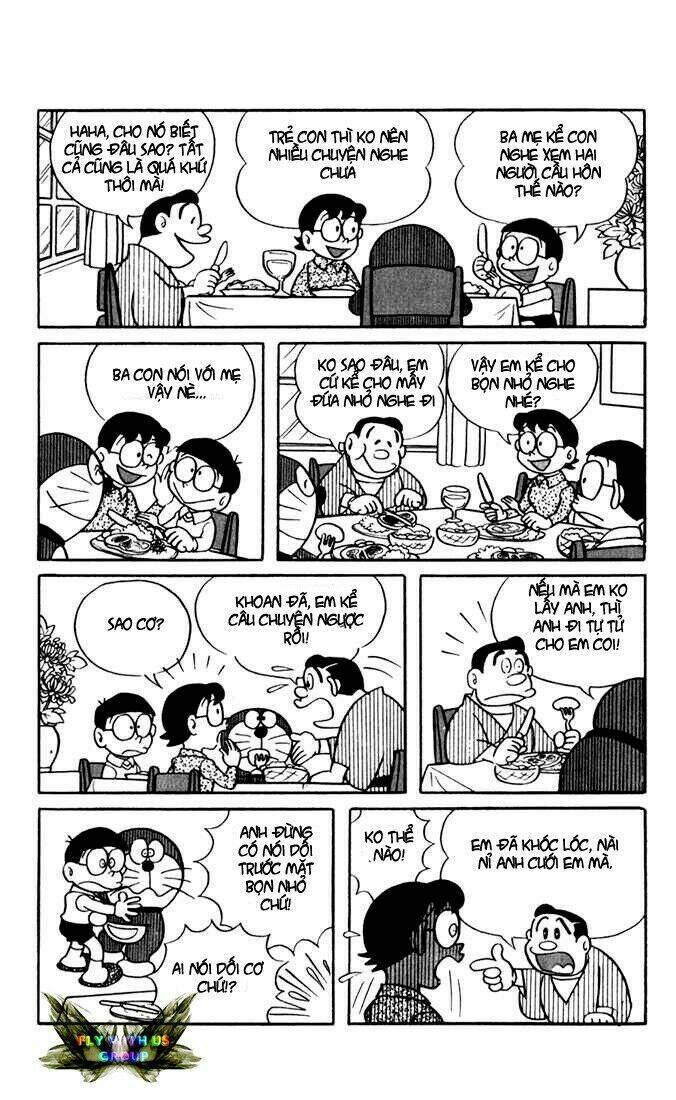 HAHA, CHO NÓ BIẾT
CŨNG ĐÂU SAO? TẤT
CẢ CŨNG LÀ QUÁ KHỨ
THÔI MÀ!
TRẺ CON THÌ KO NÊN
NHIỀU CHUYỆN NGHE
CHƯA
BA MẸ KỂ CON
NGHE XEM HAI
NGƯỜI CẦU HÔN
THẾ NÀO?
BA CON NÓI VỚI MẸ
VẬY NÈ...
KO SAO ĐÂU, EM
CỨ KỂ CHO MẤY
ĐỨA NHỎ NGHE ĐI
VẬY EM KỂ CHO
BỌN NHỎ NGHE
NHÉ?
SAO CƠ?
KHOAN ĐÃ, EM KỂ
CÂU CHUYỆN NGƯỢC
RỒI!
NẾU MÀ EM KO
LẤY ANH, THÌ
ANH ĐI TỰ TỬ
CHO EM COI!
ANH ĐỪNG
CÓ NÓI DỐI
TRƯỚC MẶT
BỌN NHỎ
CHỨ!
AI NÓI DỐI CƠ
CHỨ!?
KO THỂ
NÀO!
EM ĐÃ KHÓC LÓC, NÀI
NỈ ANH CƯỚI EM MÀ.
FLY WITH US
GROUP